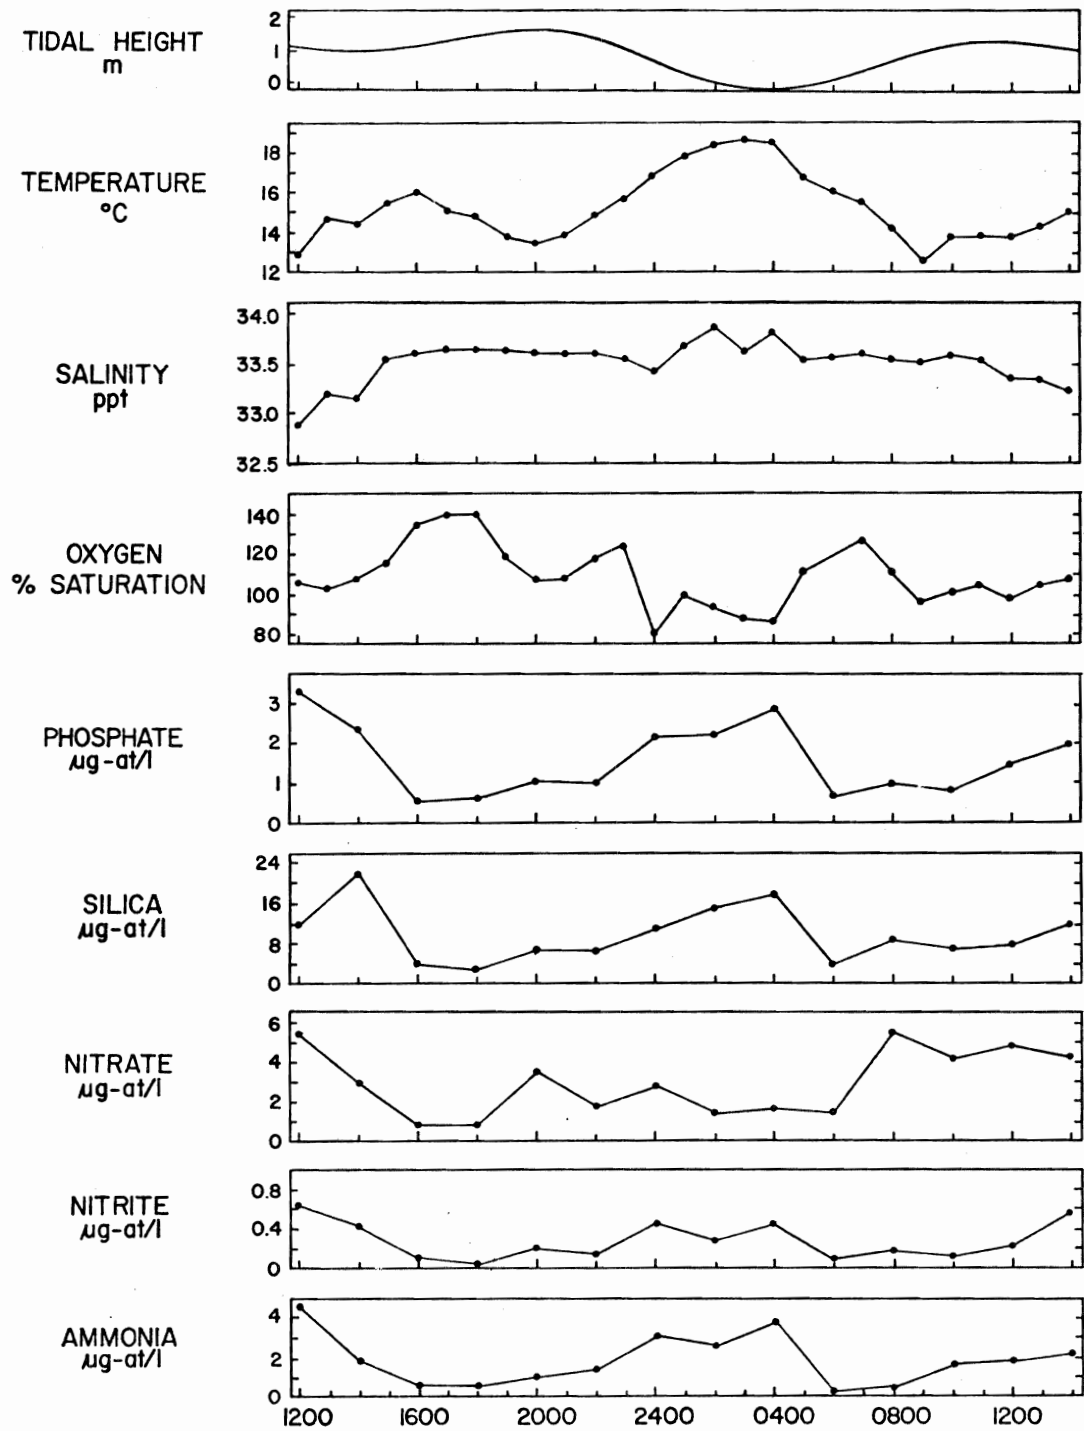 TIDAL HEIGHT
m
2
1
0
TEMPERATURE
°C
18
16
14
12
SALINITY
ppt
34.0
33.5
33.0
32.5
OXYGEN
% SATURATION
140
120
100
80
PHOSPHATE
µg-at/l
3
2
1
0
SILICA
µg-at/l
24
16
8
0
NITRATE
µg-at/l
6
4
2
0
NITRITE
µg-at/l
0.8
0.4
0
AMMONIA
µg-at/l
4
2
0
1200 1600 2000 2400 0400 0800 1200